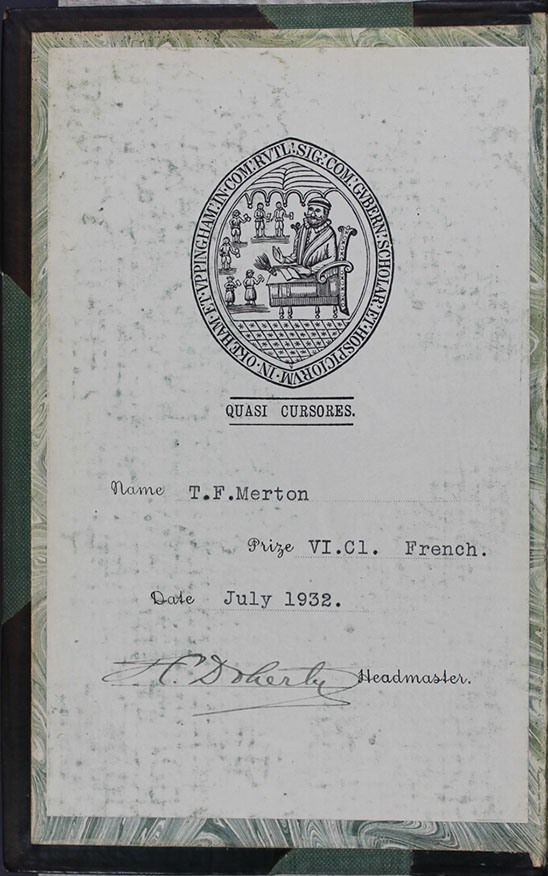 SIG: COM: GVBERN: SCHOLAR: ET: HOSPICIORVM · IN · OKEHAM · ET · VPPINGHAM: IN: COM: RVTL:
QUASI CURSORES.
Name T.F.Merton
Prize VI.Cl. French.
Date July 1932.
F.C. Doherty Headmaster.